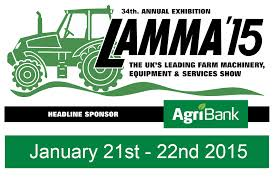 34th. ANNUAL EXHIBITION
LAMMA'15
THE UK'S LEADING FARM MACHINERY,
EQUIPMENT & SERVICES SHOW
HEADLINE SPONSOR
AgriBank
January 21st - 22nd 2015